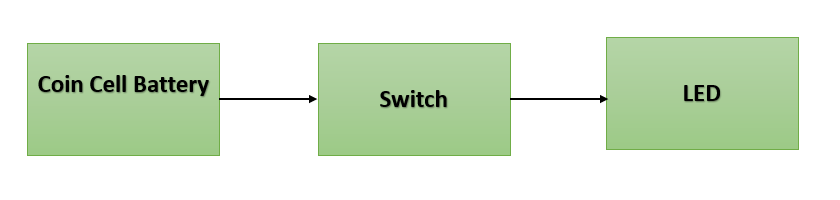 Coin Cell Battery
Switch
LED